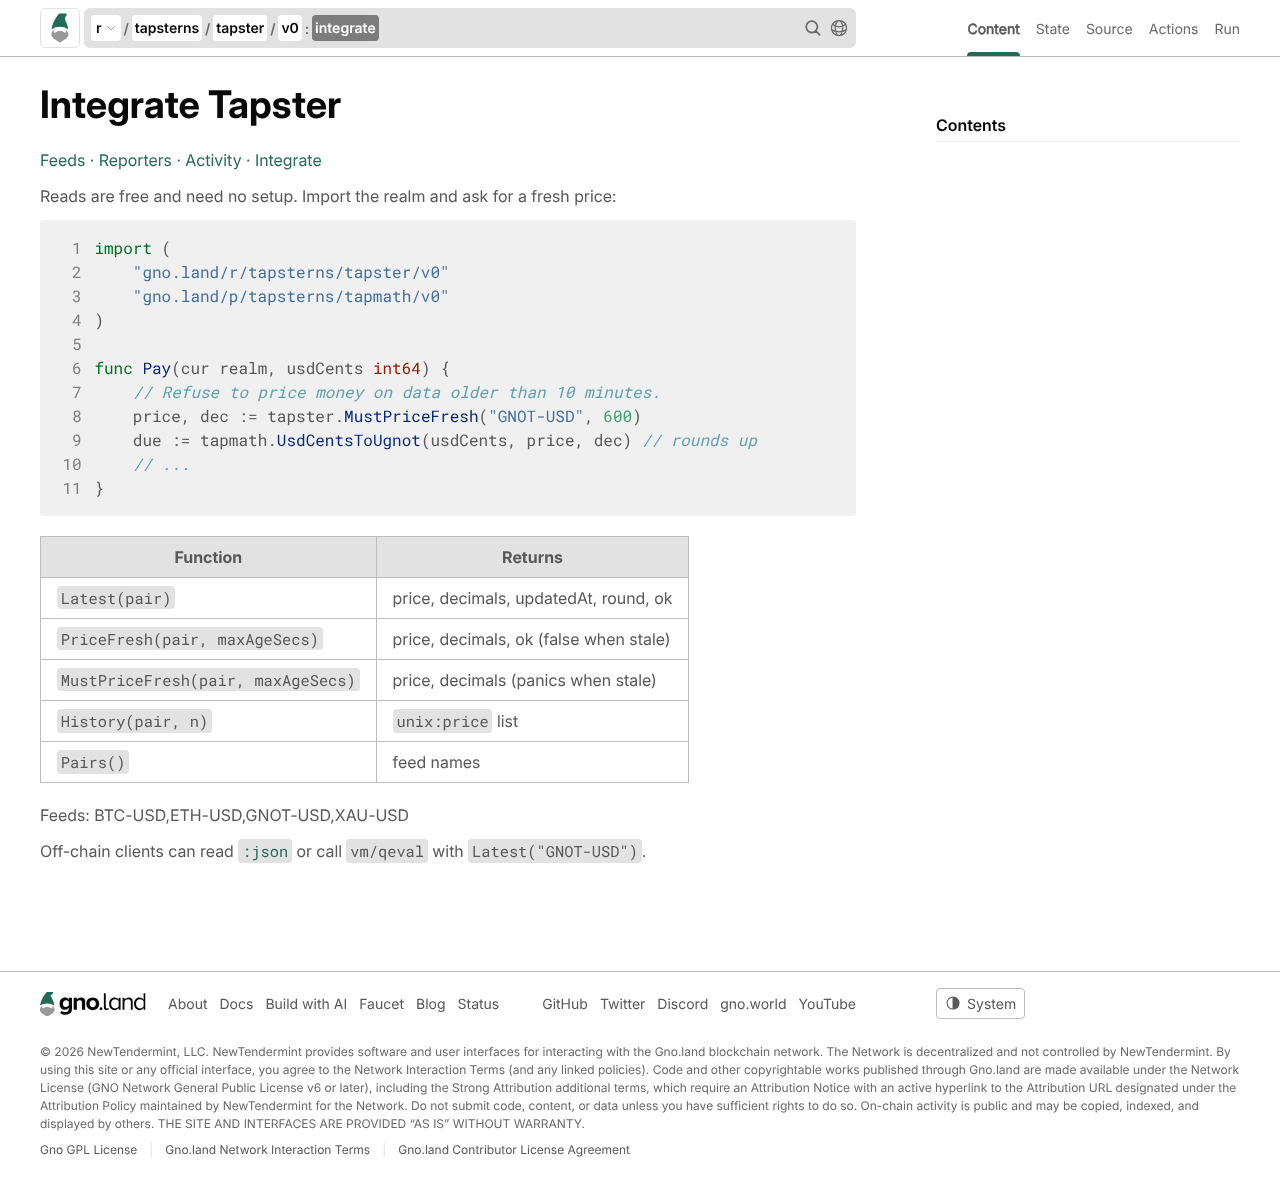 r / tapsterns / tapster / v0 : integrate
Content State Source Actions Run
Integrate Tapster
Contents
Feeds · Reporters · Activity · Integrate
Reads are free and need no setup. Import the realm and ask for a fresh price:
1 import (
2     "gno.land/r/tapsterns/tapster/v0"
3     "gno.land/p/tapsterns/tapmath/v0"
4 )
5
6 func Pay(cur realm, usdCents int64) {
7     // Refuse to price money on data older than 10 minutes.
8     price, dec := tapster.MustPriceFresh("GNOT-USD", 600)
9     due := tapmath.UsdCentsToUgnot(usdCents, price, dec) // rounds up
10     // ...
11 }
Function Returns
Latest(pair) price, decimals, updatedAt, round, ok
PriceFresh(pair, maxAgeSecs) price, decimals, ok (false when stale)
MustPriceFresh(pair, maxAgeSecs) price, decimals (panics when stale)
History(pair, n) unix:price list
Pairs() feed names
Feeds: BTC-USD,ETH-USD,GNOT-USD,XAU-USD
Off-chain clients can read :json or call vm/qeval with Latest("GNOT-USD").
gno.land About Docs Build with AI Faucet Blog Status GitHub Twitter Discord gno.world YouTube System
© 2026 NewTendermint, LLC. NewTendermint provides software and user interfaces for interacting with the Gno.land blockchain network. The Network is decentralized and not controlled by NewTendermint. By
using this site or any official interface, you agree to the Network Interaction Terms (and any linked policies). Code and other copyrightable works published through Gno.land are made available under the Network
License (GNO Network General Public License v6 or later), including the Strong Attribution additional terms, which require an Attribution Notice with an active hyperlink to the Attribution URL designated under the
Attribution Policy maintained by NewTendermint for the Network. Do not submit code, content, or data unless you have sufficient rights to do so. On-chain activity is public and may be copied, indexed, and
displayed by others. THE SITE AND INTERFACES ARE PROVIDED “AS IS” WITHOUT WARRANTY.
Gno GPL License Gno.land Network Interaction Terms Gno.land Contributor License Agreement